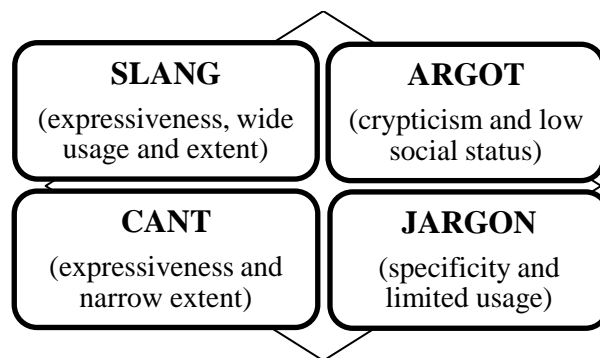 SLANG
(expressiveness, wide
usage and extent)
ARGOT
(crypticism and low
social status)
CANT
(expressiveness and
narrow extent)
JARGON
(specificity and
limited usage)